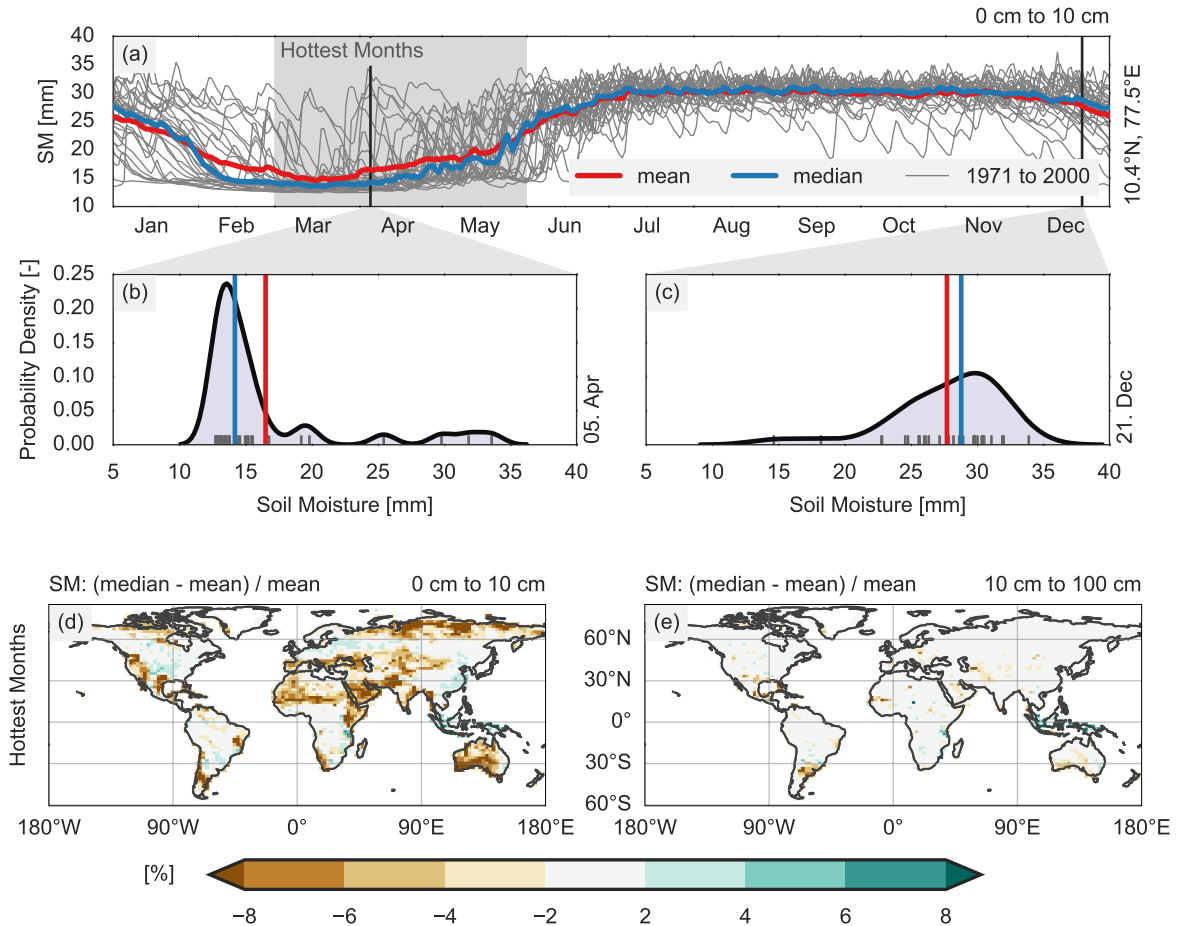 0 cm to 10 cm
(a)
Hottest Months
40
35
30
25
20
15
10
SM [mm]
10.4°N, 77.5°E
mean
median
1971 to 2000
Jan Feb Mar Apr May Jun Jul Aug Sep Oct Nov Dec
(b)
0.25
0.20
0.15
0.10
0.05
0.00
Probability Density [-]
05. Apr
5 10 15 20 25 30 35 40
Soil Moisture [mm]
(c)
21. Dec
5 10 15 20 25 30 35 40
Soil Moisture [mm]
SM: (median - mean) / mean 0 cm to 10 cm
(d)
Hottest Months
180°W 90°W 0° 90°E 180°E
SM: (median - mean) / mean 10 cm to 100 cm
(e)
60°N
30°N
0°
30°S
60°S
180°W 90°W 0° 90°E 180°E
[%]
−8 −6 −4 −2 2 4 6 8